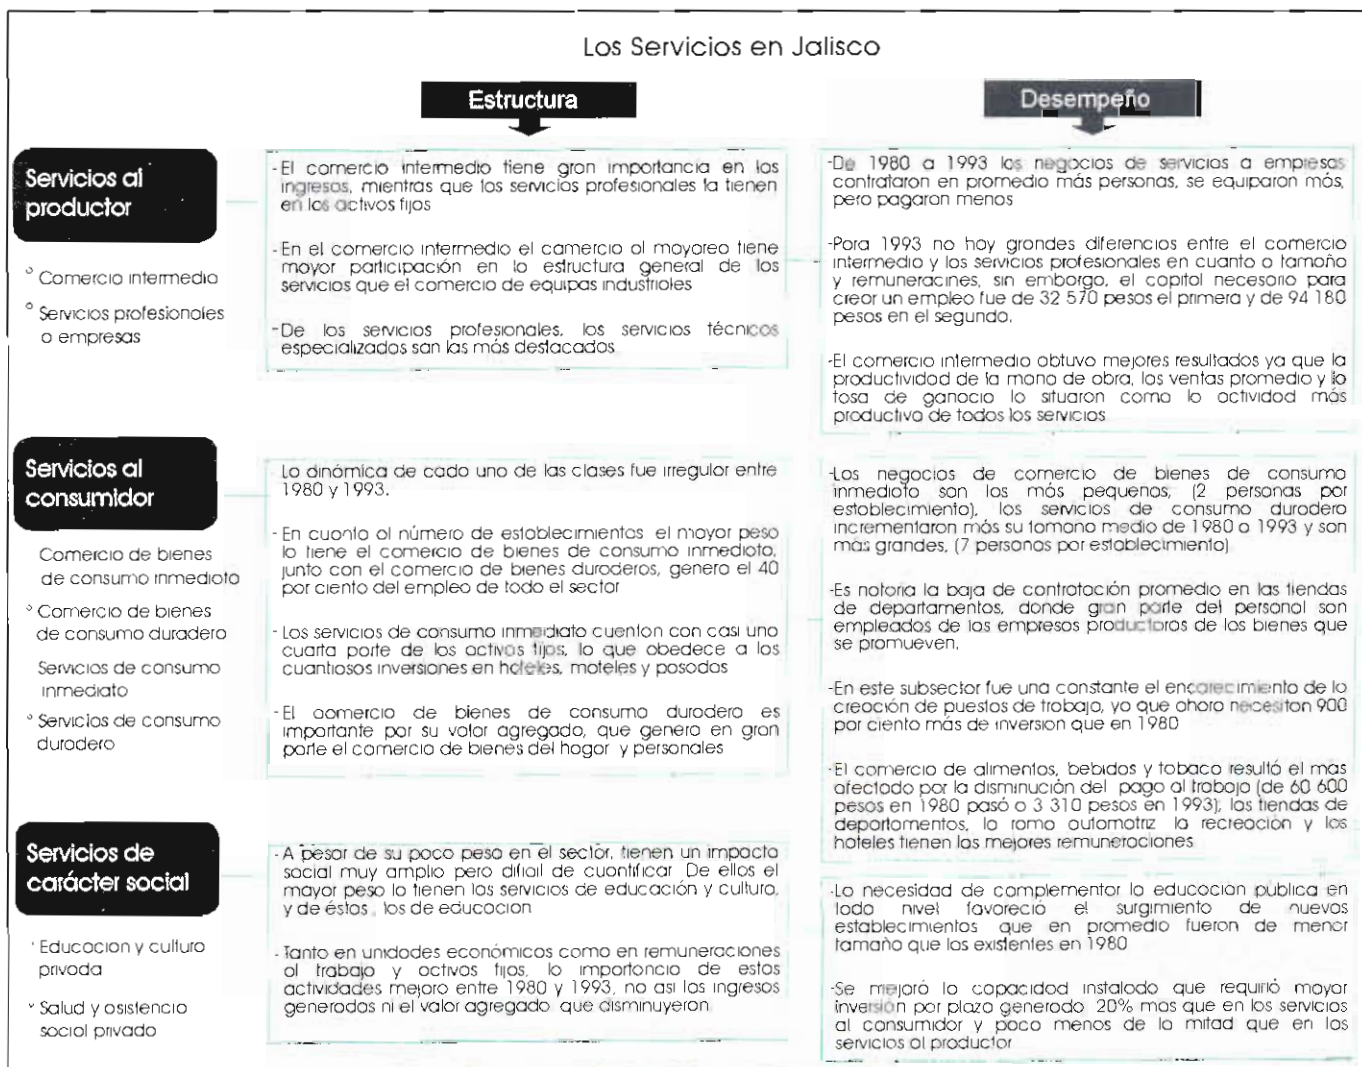 Los Servicios en Jalisco
Estructura
Desempeño
Servicios al
productor
° Comercio intermedio
° Servicios profesionales
o empresas
-El comercio intermedio tiene gran importancia en los
ingresos, mientras que los servicios profesionales la tienen
en los activos fijos
-En el comercio intermedio el camercio al mayoreo tiene
mayor participación en la estructura general de los
servicios que el comercio de equipas industriales
-De los servicios profesionales, los servicios técnicos
especializados san las más destacados
-De 1980 a 1993 los negocios de servicios a empresas
contrataron en promedio más personas, se equiparon más,
pero pagaron menos
-Para 1993 no hay grandes diferencias entre el comercio
intermedio y los servicios profesionales en cuanto a tamaño
y remuneracines, sin embargo, el capital necesario para
crear un empleo fue de 32 570 pesos el primera y de 94 180
pesos en el segundo.
-El comercio intermedio obtuvo mejores resultados ya que la
productividad de la mano de obra, las ventas promedio y la
tasa de ganacia lo situaron como la actividad más
productiva de todos los servicios
Servicios al
consumidor
Comercio de bienes
de consumo inmediato
° Comercio de bienes
de consumo duradero
Servicios de consumo
inmediato
° Servicios de consumo
duradero
La dinámica de cada uno de las clases fue irregular entre
1980 y 1993.
-En cuanto al número de establecimientos el mayor peso
lo tiene el comercio de bienes de consumo inmediato,
junto con el comercio de bienes duraderos, genera el 40
por ciento del empleo de todo el sector
-Los servicios de consumo inmediato cuentan con casi una
cuarta parte de los activos fijos, lo que obedece a las
cuantiosas inversiones en hoteles, moteles y posadas
-El comercio de bienes de consumo duradero es
importante por su valor agregado, que genera en gran
parte el comercio de bienes del hogar y personales
-Los negocios de comercio de bienes de consumo
inmediato son los más pequenos, (2 personas por
establecimiento), los servicios de consumo duradero
incrementaron más su tamano medio de 1980 a 1993 y son
más grandes, (7 personas por establecimiento)
-Es notoria la baja de contratación promedio en las tiendas
de departamentos, donde gran parte del personal son
empleados de las empresas productoras de los bienes que
se promueven.
-En este subsector fue una constante el encarecimiento de la
creación de puestos de trabajo, ya que ahora necesitan 900
por ciento más de inversion que en 1980
-El comercio de alimentos, bebidas y tabaco resultó el mas
afectado por la disminución del pago al trabajo (de 60 600
pesos en 1980 pasó a 3 310 pesos en 1993), las tiendas de
departamentos, la rama automotriz la recreación y los
hoteles tienen las mejores remuneraciones
Servicios de
carácter social
' Educacion y cultura
privada
° Salud y asistencia
social privado
-A pesar de su poco peso en el sector, tienen un impacto
social muy amplio pero difícil de cuantificar De ellos el
mayor peso lo tienen los servicios de educación y cultura,
y de éstos, los de educacion
-Tanto en unidades económicas como en remuneraciones
al trabajo y activos fijos, la importancia de estas
actividades mejoro entre 1980 y 1993, no asi los ingresos
generados ni el valor agregado que disminuyeron
-La necesidad de complementar la educación pública en
todo nivel favoreció el surgimiento de nuevos
establecimientos que en promedio fueron de menor
tamaño que los existentes en 1980
-Se mejoró la capacidad instalada que requirió mayor
inversión por plaza generada 20% mas que en los servicios
al consumidor y poco menos de la mitad que en los
servicios al productor